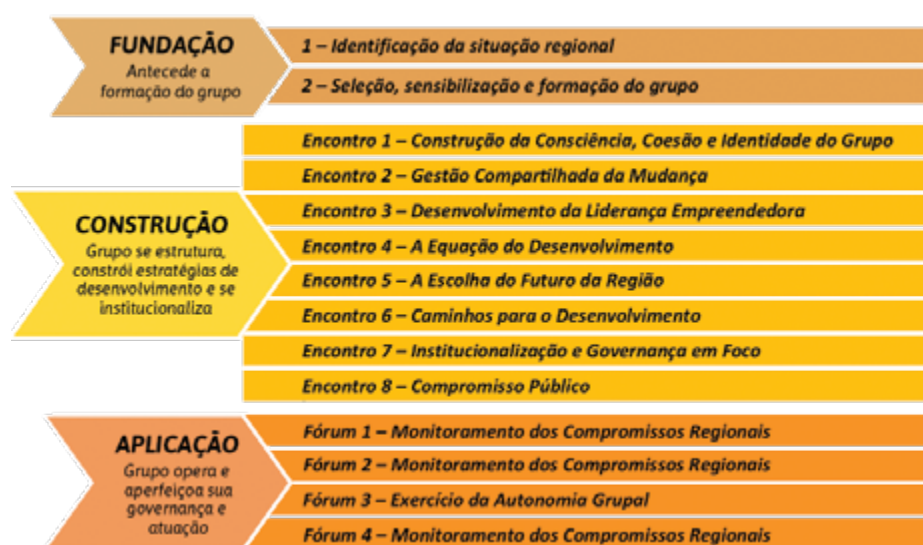 FUNDAÇÃO
Antecede a
formação do grupo
1 – Identificação da situação regional
2 – Seleção, sensibilização e formação do grupo
CONSTRUÇÃO
Grupo se estrutura,
constrói estratégias de
desenvolvimento e se
institucionaliza
Encontro 1 – Construção da Consciência, Coesão e Identidade do Grupo
Encontro 2 – Gestão Compartilhada da Mudança
Encontro 3 – Desenvolvimento da Liderança Empreendedora
Encontro 4 – A Equação do Desenvolvimento
Encontro 5 – A Escolha do Futuro da Região
Encontro 6 – Caminhos para o Desenvolvimento
Encontro 7 – Institucionalização e Governança em Foco
Encontro 8 – Compromisso Público
APLICAÇÃO
Grupo opera e
aperfeiçoa sua
governança e
atuação
Fórum 1 – Monitoramento dos Compromissos Regionais
Fórum 2 – Monitoramento dos Compromissos Regionais
Fórum 3 – Exercício da Autonomia Grupal
Fórum 4 – Monitoramento dos Compromissos Regionais